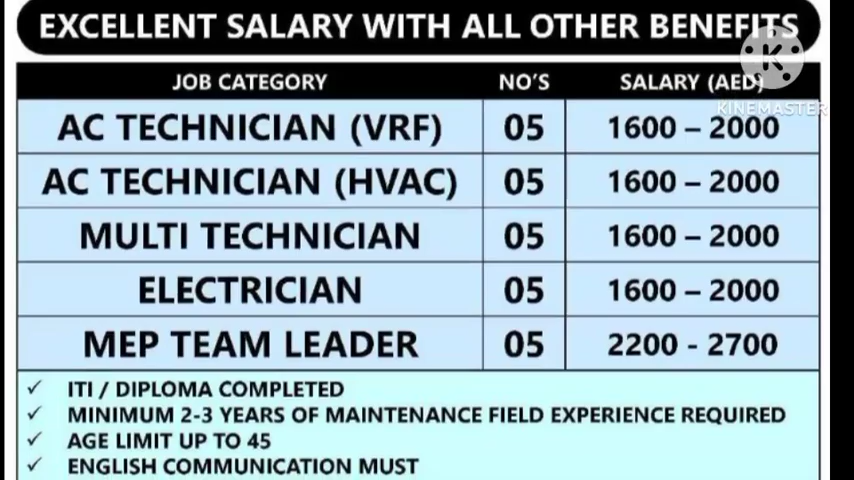 EXCELLENT SALARY WITH ALL OTHER BENEFITS
JOB CATEGORY NO'S SALARY (AED)
KINEMASTER
AC TECHNICIAN (VRF) 05 1600 – 2000
AC TECHNICIAN (HVAC) 05 1600 – 2000
MULTI TECHNICIAN 05 1600 – 2000
ELECTRICIAN 05 1600 – 2000
MEP TEAM LEADER 05 2200 - 2700
✓ ITI / DIPLOMA COMPLETED
✓ MINIMUM 2-3 YEARS OF MAINTENANCE FIELD EXPERIENCE REQUIRED
✓ AGE LIMIT UP TO 45
✓ ENGLISH COMMUNICATION MUST